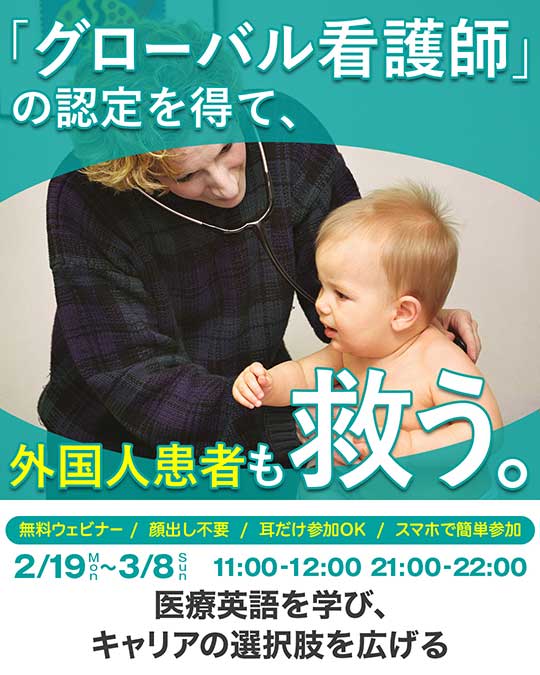 「グローバル看護師」
の認定を得て、
外国人患者も救う。
無料ウェビナー / 顔出し不要 / 耳だけ参加OK / スマホで簡単参加
2/19Mon~3/8Sun 11:00-12:00 21:00-22:00
医療英語を学び、
キャリアの選択肢を広げる